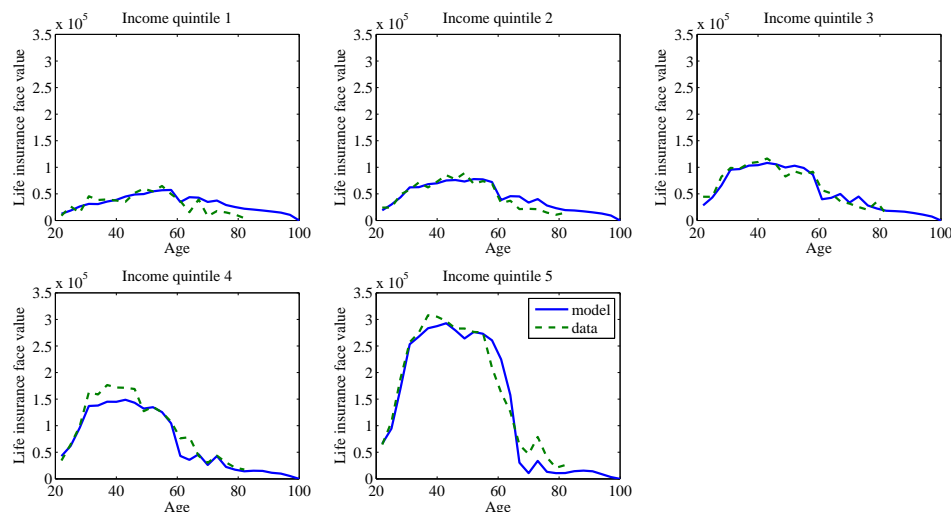 Income quintile 1
x 10^5
3.5
3
2.5
2
1.5
1
0.5
0
Life insurance face value
20 40 60 80 100
Age
Income quintile 2
x 10^5
3.5
3
2.5
2
1.5
1
0.5
0
Life insurance face value
20 40 60 80 100
Age
Income quintile 3
x 10^5
3.5
3
2.5
2
1.5
1
0.5
0
Life insurance face value
20 40 60 80 100
Age
Income quintile 4
x 10^5
3.5
3
2.5
2
1.5
1
0.5
0
Life insurance face value
20 40 60 80 100
Age
Income quintile 5
x 10^5
3.5
3
2.5
2
1.5
1
0.5
0
Life insurance face value
20 40 60 80 100
Age
model
data